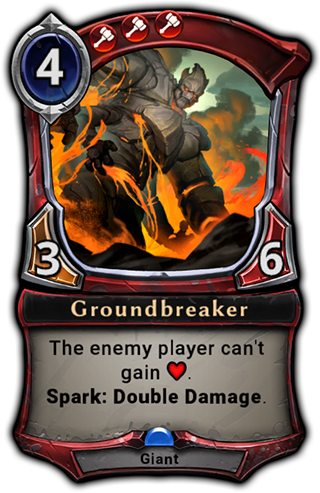 4
3
6
Groundbreaker
The enemy player can't
gain ❤.
Spark: Double Damage.
Giant